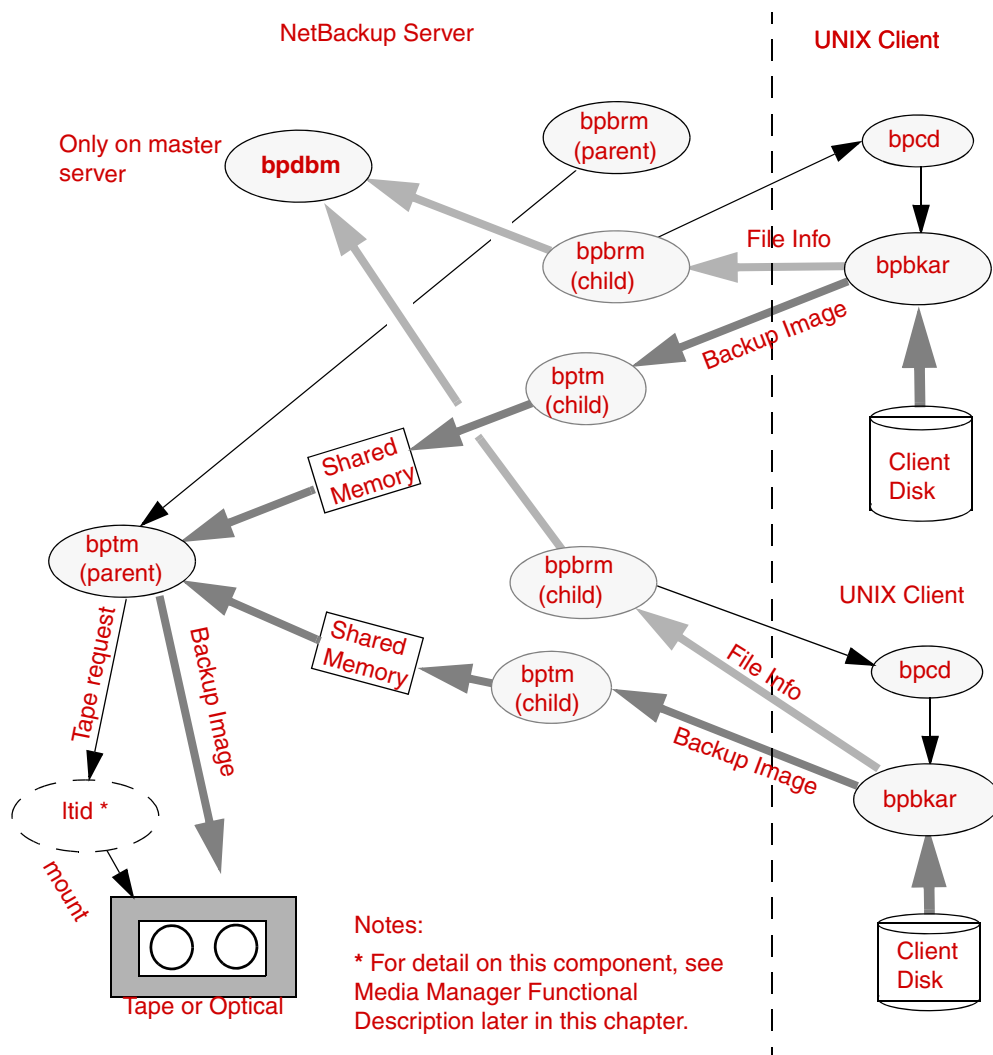 NetBackup Server
UNIX Client
Only on master
server
bpdbm
bpbrm
(parent)
bpcd
bpbrm
(child)
File Info
bpbkar
Backup Image
bptm
(child)
Shared
Memory
Client
Disk
bptm
(parent)
bpbrm
(child)
UNIX Client
Shared
Memory
File Info
bpcd
bptm
(child)
Tape request
Backup Image
Backup Image
ltid *
bpbkar
mount
Notes:
* For detail on this component, see
Media Manager Functional
Description later in this chapter.
Client
Disk
Tape or Optical